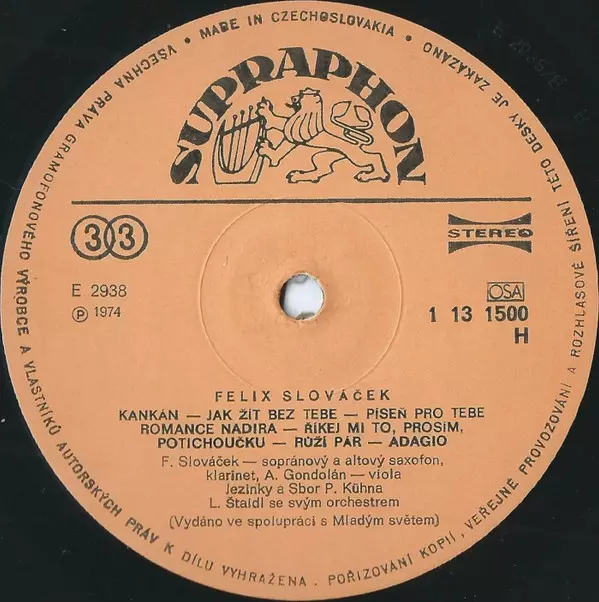 VŠECHNA PRÁVA GRAMOFONOVÉHO VÝROBCE A VLASTNÍKŮ AUTORSKÝCH PRÁV K DÍLU VYHRAŽENA. POŘIZOVÁNÍ KOPIÍ, VEŘEJNÉ PROVOZOVÁNÍ A ROZHLASOVÉ ŠÍŘENÍ TÉTO DESKY JE ZAKÁZÁNO • MADE IN CZECHOSLOVAKIA •
SUPRAPHON
33
STEREO
E 2938
OSA
Ⓟ 1974
1 13 1500
H
FELIX SLOVÁČEK
KANKÁN — JAK ŽÍT BEZ TEBE — PÍSEŇ PRO TEBE
ROMANCE NADIRA — ŘÍKEJ MI TO, PROSÍM,
POTICHOUČKU — RŮŽÍ PÁR — ADAGIO
F. Slováček — sopránový a altový saxofon,
klarinet, A. Gondolán — viola
Jezinky a Sbor P. Kühna
L. Štaidl se svým orchestrem
(Vydáno ve spolupráci s Mladým světem)